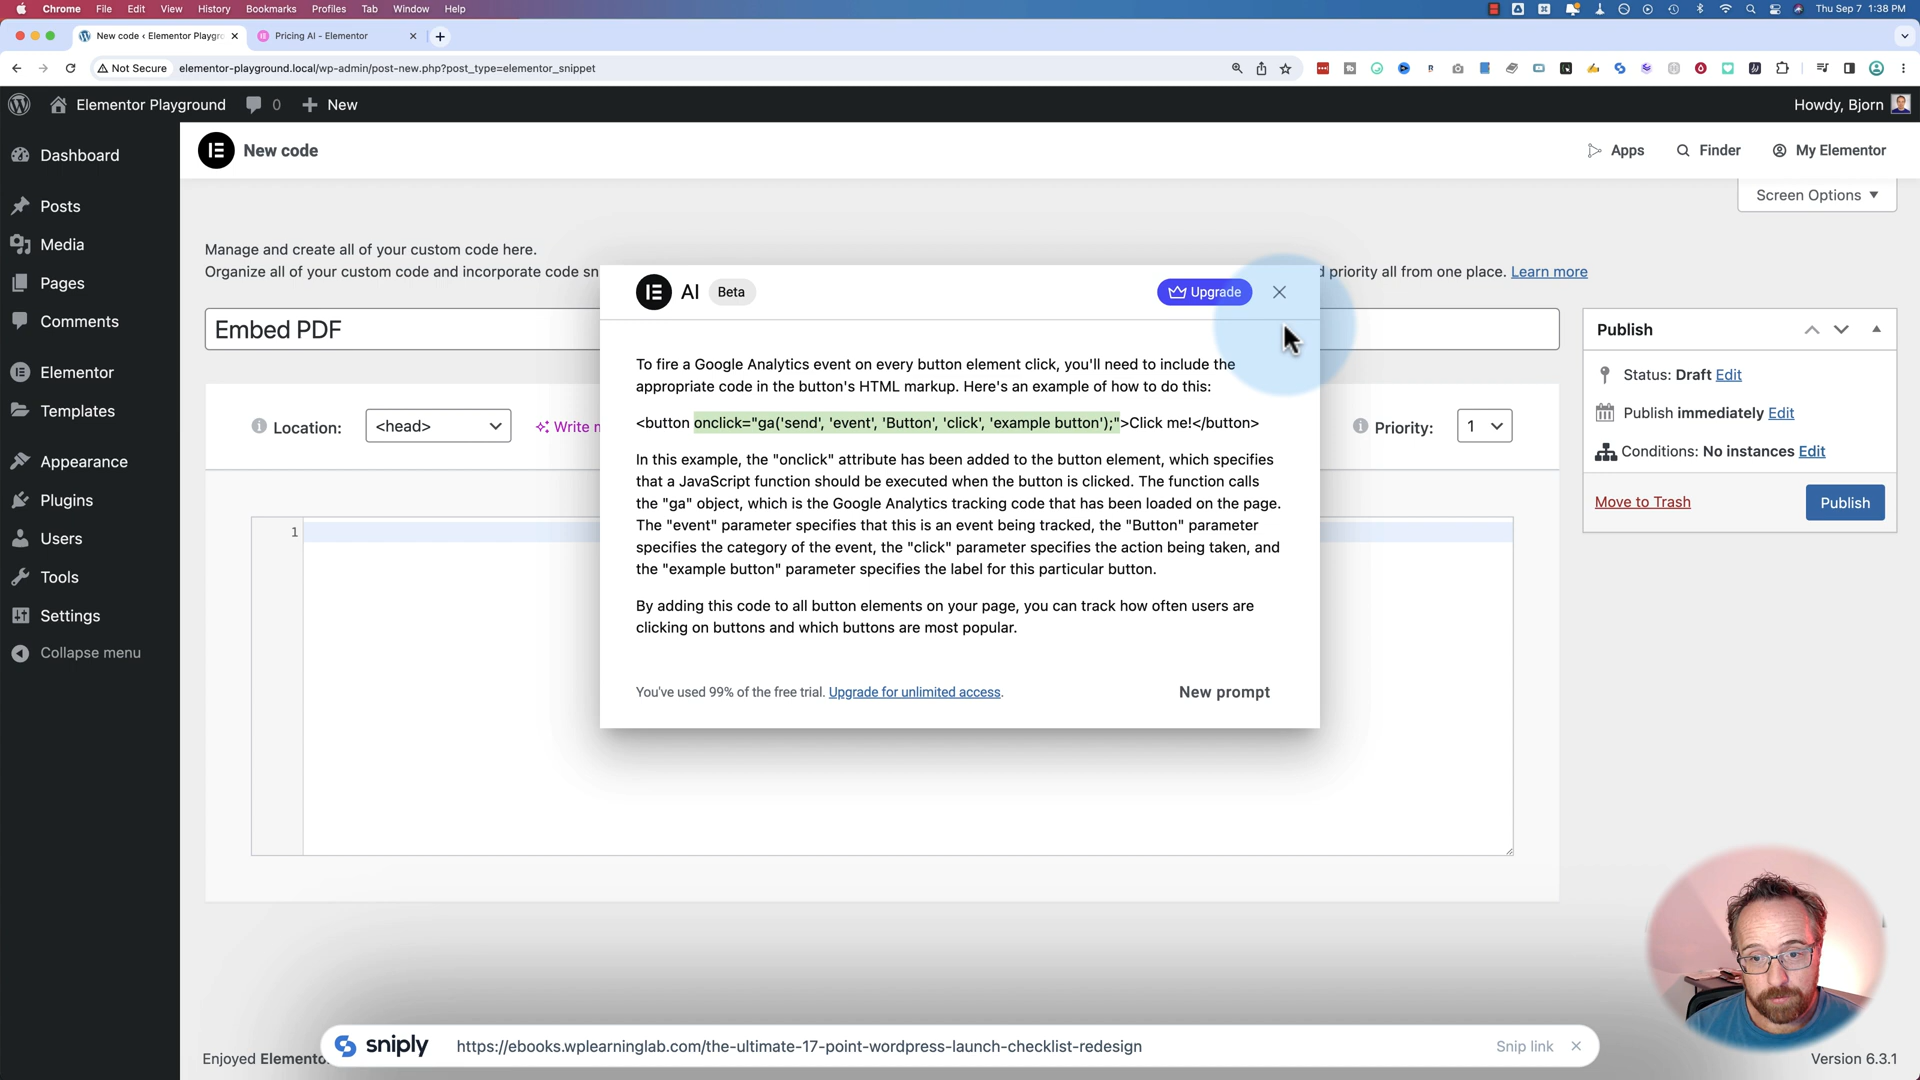 Chrome File Edit View History Bookmarks Profiles Tab Window Help Thu Sep 7 1:38 PM
New code ‹ Elementor Playgro Pricing AI - Elementor
Not Secure elementor-playground.local/wp-admin/post-new.php?post_type=elementor_snippet
Elementor Playground 0 New Howdy, Bjorn
Dashboard
Posts
Media
Pages
Comments
Elementor
Templates
Appearance
Plugins
Users
Tools
Settings
Collapse menu
New code Apps Finder My Elementor
Screen Options
Manage and create all of your custom code here.
Organize all of your custom code and incorporate code sn d priority all from one place. Learn more
Embed PDF
Location: <head> Write m Priority: 1
1
AI Beta Upgrade
To fire a Google Analytics event on every button element click, you'll need to include the
appropriate code in the button's HTML markup. Here's an example of how to do this:
<button onclick="ga('send', 'event', 'Button', 'click', 'example button');">Click me!</button>
In this example, the "onclick" attribute has been added to the button element, which specifies
that a JavaScript function should be executed when the button is clicked. The function calls
the "ga" object, which is the Google Analytics tracking code that has been loaded on the page.
The "event" parameter specifies that this is an event being tracked, the "Button" parameter
specifies the category of the event, the "click" parameter specifies the action being taken, and
the "example button" parameter specifies the label for this particular button.
By adding this code to all button elements on your page, you can track how often users are
clicking on buttons and which buttons are most popular.
You've used 99% of the free trial. Upgrade for unlimited access. New prompt
Publish
Status: Draft Edit
Publish immediately Edit
Conditions: No instances Edit
Move to Trash Publish
Enjoyed Elemento
sniply https://ebooks.wplearninglab.com/the-ultimate-17-point-wordpress-launch-checklist-redesign Snip link
Version 6.3.1